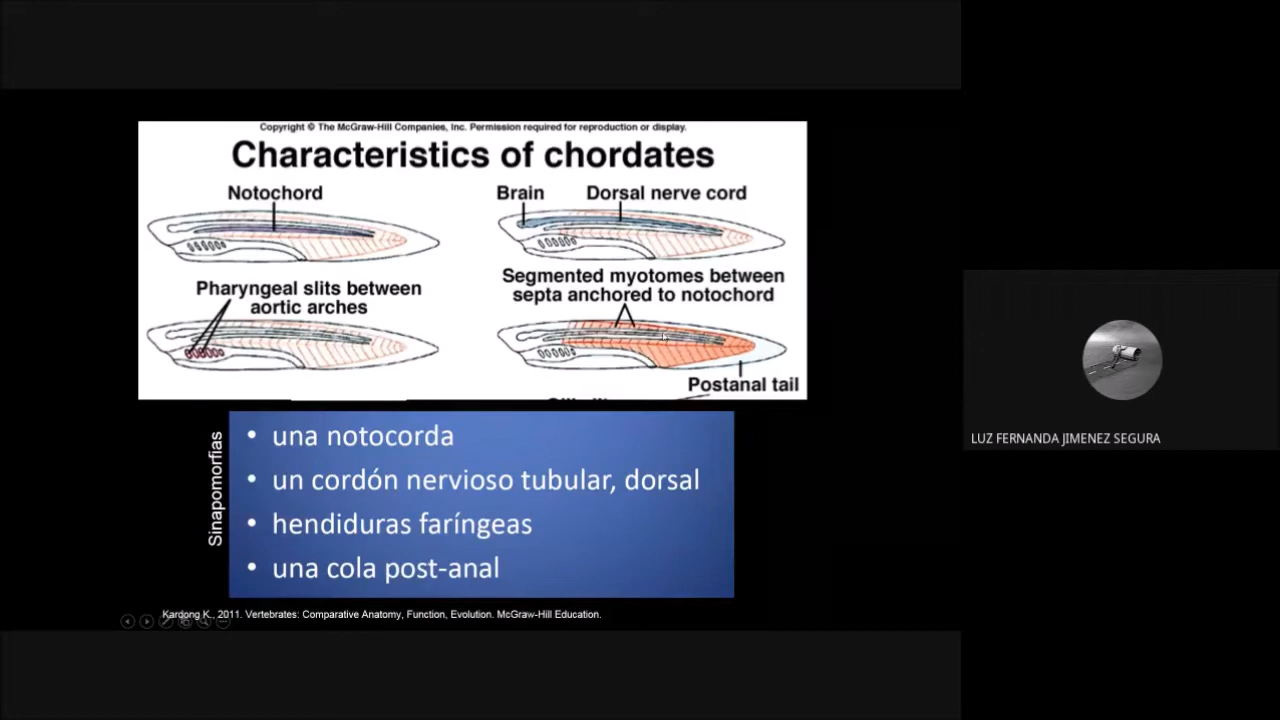 Copyright © The McGraw-Hill Companies, Inc. Permission required for reproduction or display.
Characteristics of chordates
Notochord
Brain
Dorsal nerve cord
Pharyngeal slits between
aortic arches
Segmented myotomes between
septa anchored to notochord
Postanal tail
Sinapomorfias
• una notocorda
• un cordón nervioso tubular, dorsal
• hendiduras faríngeas
• una cola post-anal
Kardong K., 2011. Vertebrates: Comparative Anatomy, Function, Evolution. McGraw-Hill Education.
LUZ FERNANDA JIMENEZ SEGURA